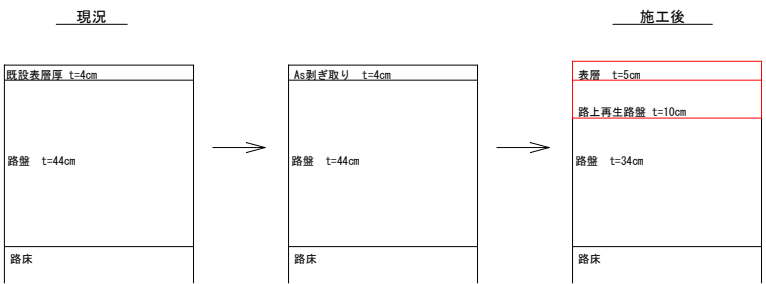 現況
既設表層厚 t=4cm
路盤 t=44cm
路床
As剥ぎ取り t=4cm
路盤 t=44cm
路床
施工後
表層 t=5cm
路上再生路盤 t=10cm
路盤 t=34cm
路床